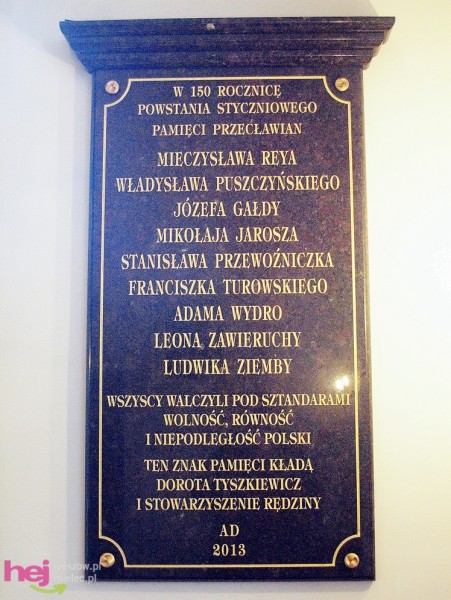 W 150 ROCZNICĘ
POWSTANIA STYCZNIOWEGO
PAMIĘCI PRZECŁAWIAN
MIECZYSŁAWA REYA
WŁADYSŁAWA PUSZCZYŃSKIEGO
JÓZEFA GAŁDY
MIKOŁAJA JAROSZA
STANISŁAWA PRZEWOŹNICZKA
FRANCISZKA TUROWSKIEGO
ADAMA WYDRO
LEONA ZAWIERUCHY
LUDWIKA ZIEMBY
WSZYSCY WALCZYLI POD SZTANDARAMI
WOLNOŚĆ, RÓWNOŚĆ
I NIEPODLEGŁOŚĆ POLSKI
TEN ZNAK PAMIĘCI KŁADĄ
DOROTA TYSZKIEWICZ
I STOWARZYSZENIE RĘDZINY
AD
2013
hej